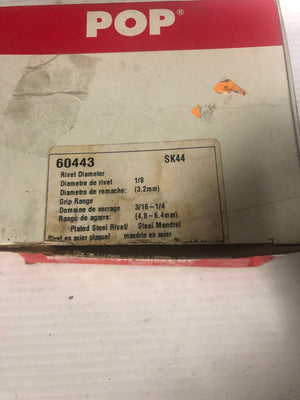 POP®
60443 SK44
Rivet Diameter
Diametre de rivet 1/8
Diametro de remache: (3.2mm)
Grip Range
Domaine de serrage 3/16-1/4
Rango de agarre: (4,8-6,4mm)
Plated Steel Rivet/ Steel Mandrel
Rivet en acier plaque/ mandrin en acier